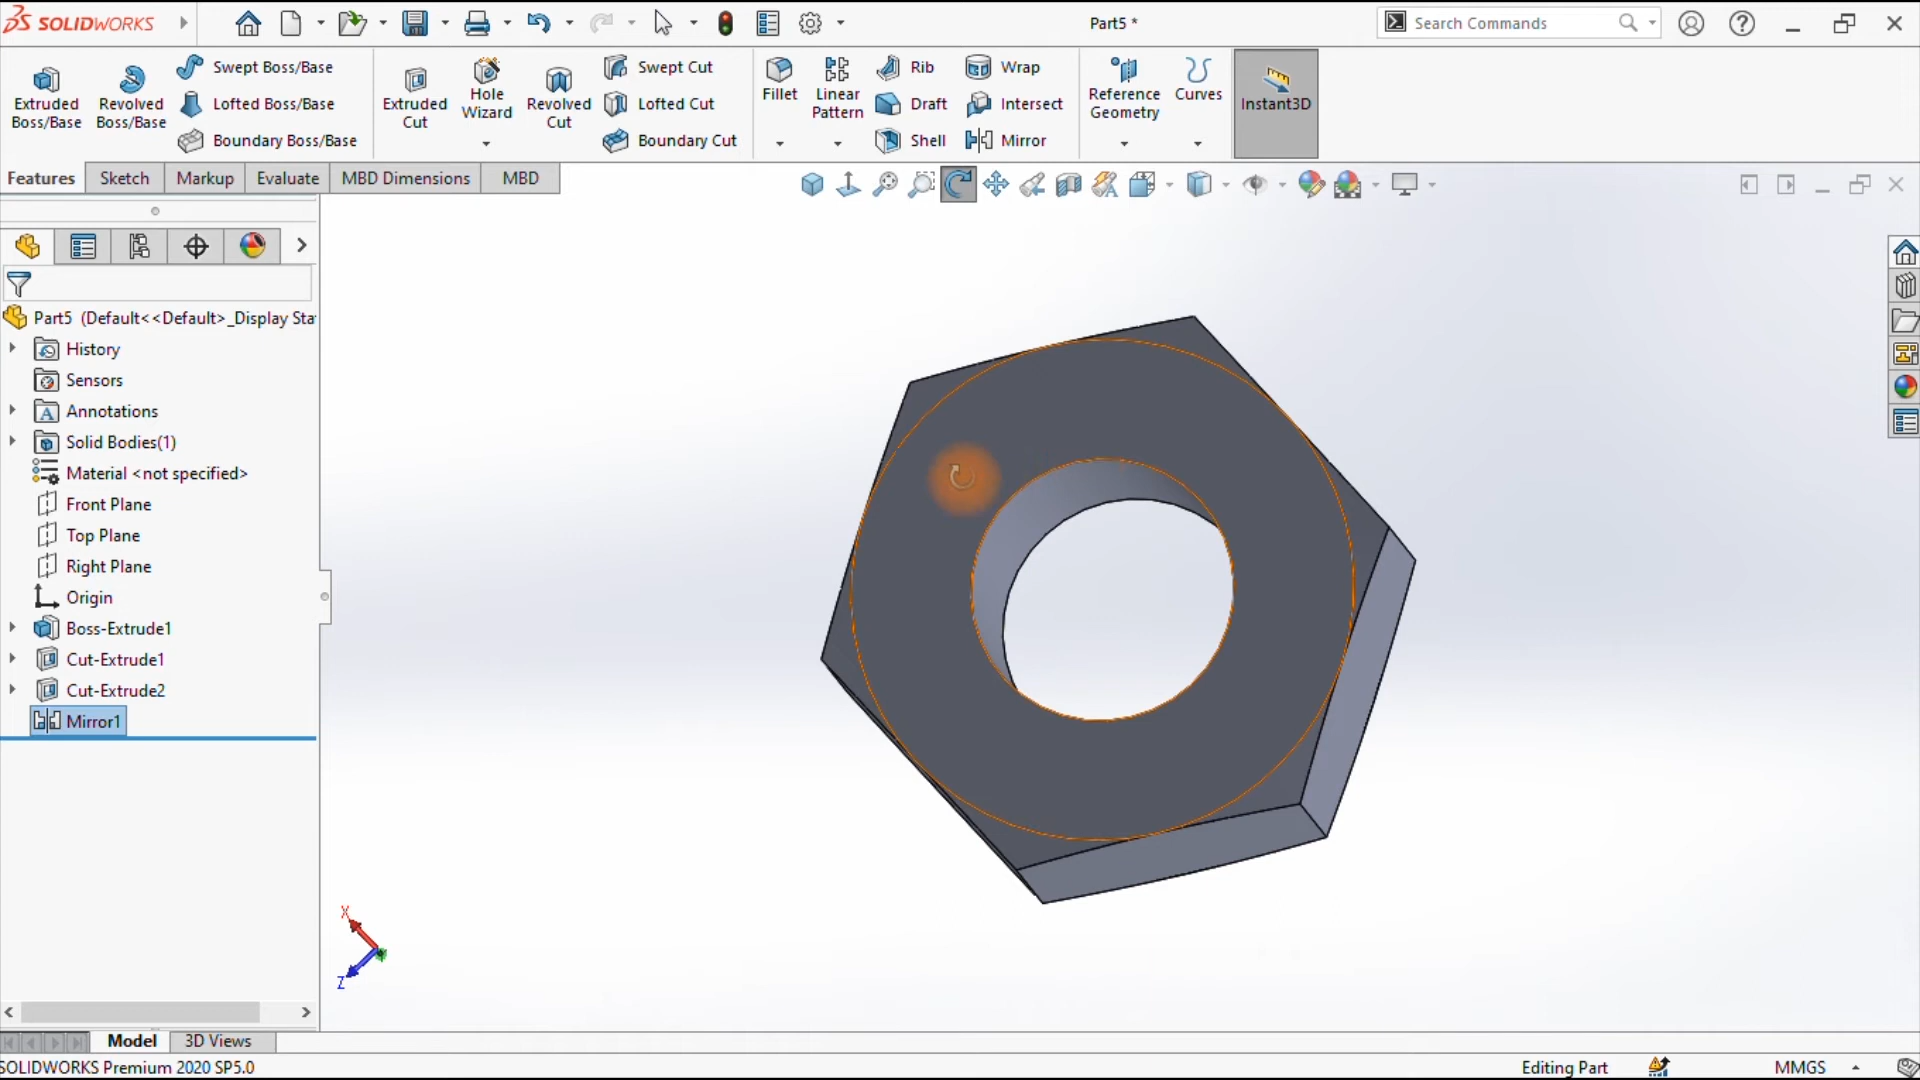 SOLIDWORKS
Part5 *
Search Commands
Extruded Boss/Base
Revolved Boss/Base
Swept Boss/Base
Lofted Boss/Base
Boundary Boss/Base
Extruded Cut
Hole Wizard
Revolved Cut
Swept Cut
Lofted Cut
Boundary Cut
Fillet
Linear Pattern
Rib
Draft
Shell
Wrap
Intersect
Mirror
Reference Geometry
Curves
Instant3D
Features
Sketch
Markup
Evaluate
MBD Dimensions
MBD
Part5 (Default<<Default>_Display Sta
History
Sensors
Annotations
Solid Bodies(1)
Material <not specified>
Front Plane
Top Plane
Right Plane
Origin
Boss-Extrude1
Cut-Extrude1
Cut-Extrude2
Mirror1
X
Z
Model
3D Views
SOLIDWORKS Premium 2020 SP5.0
Editing Part
MMGS